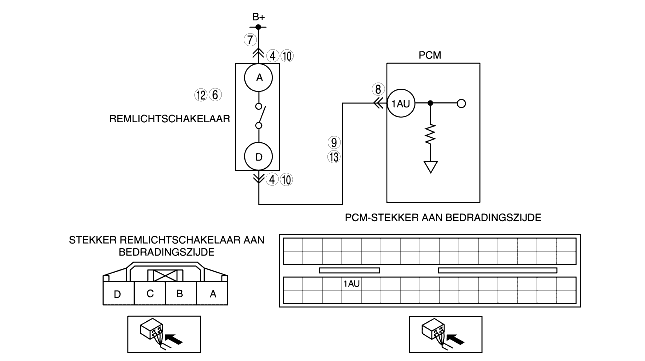 B+
7
4 10
A
PCM
12 6
8
1AU
REMLICHTSCHAKELAAR
9
13
D
4 10
PCM-STEKKER AAN BEDRADINGSZIJDE
STEKKER REMLICHTSCHAKELAAR AAN
BEDRADINGSZIJDE
1AU
D C B A